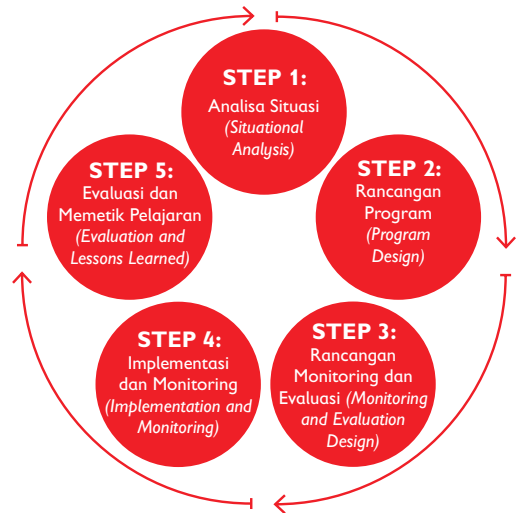 STEP 1:
Analisa Situasi
(Situational
Analysis)
STEP 2:
Rancangan
Program
(Program
Design)
STEP 3:
Rancangan
Monitoring dan
Evaluasi (Monitoring
and Evaluation
Design)
STEP 4:
Implementasi
dan Monitoring
(Implementation and
Monitoring)
STEP 5:
Evaluasi dan
Memetik Pelajaran
(Evaluation and
Lessons Learned)